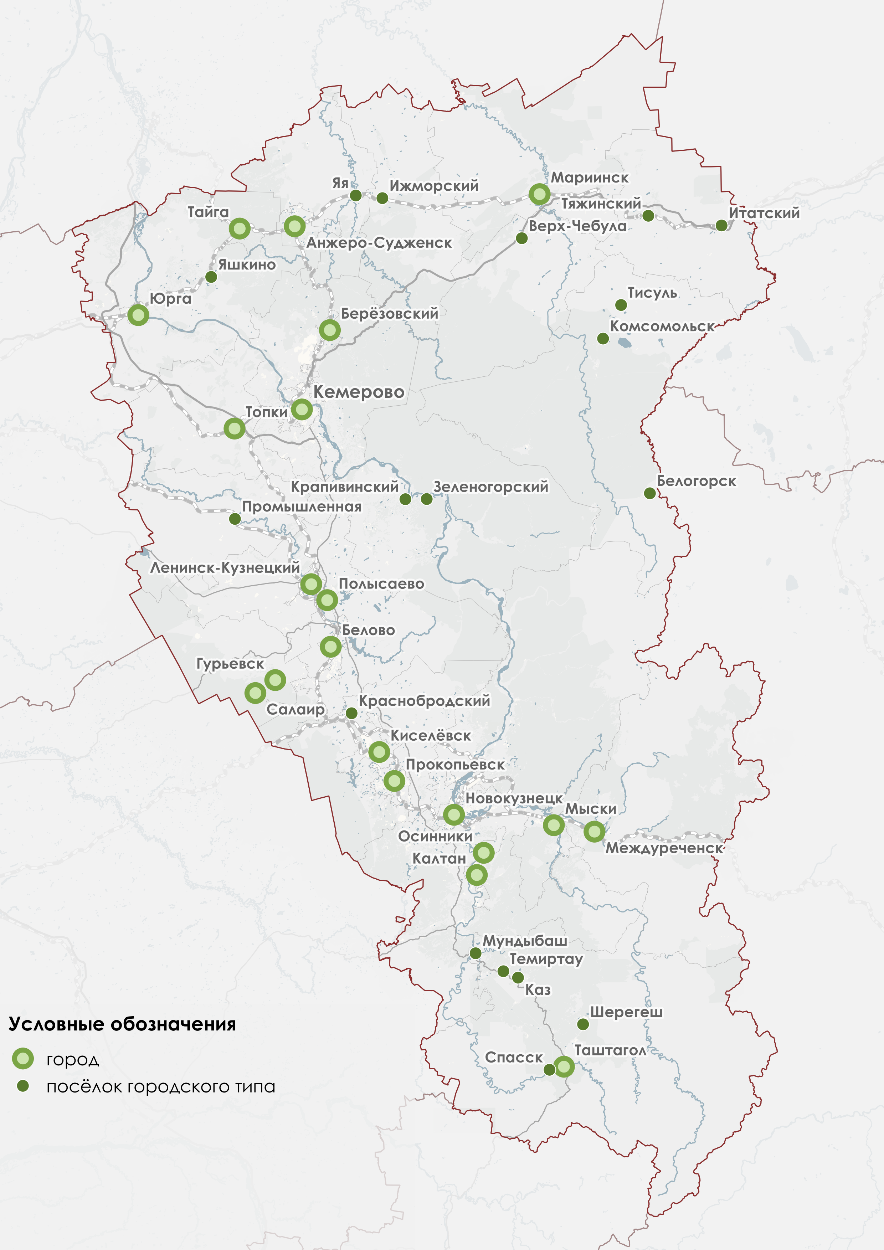 Мариинск
Яя
Ижморский
Тяжинский
Тайга
Итатский
Верх-Чебула
Анжеро-Судженск
Яшкино
Тисуль
Юрга
Берёзовский
Комсомольск
Кемерово
Топки
Белогорск
Крапивинский
Зеленогорский
Промышленная
Ленинск-Кузнецкий
Полысаево
Белово
Гурьевск
Краснобродский
Салаир
Киселёвск
Прокопьевск
Новокузнецк
Мыски
Осинники
Междуреченск
Калтан
Мундыбаш
Темиртау
Каз
Шерегеш
Условные обозначения
Таштагол
Спасск
город
посёлок городского типа